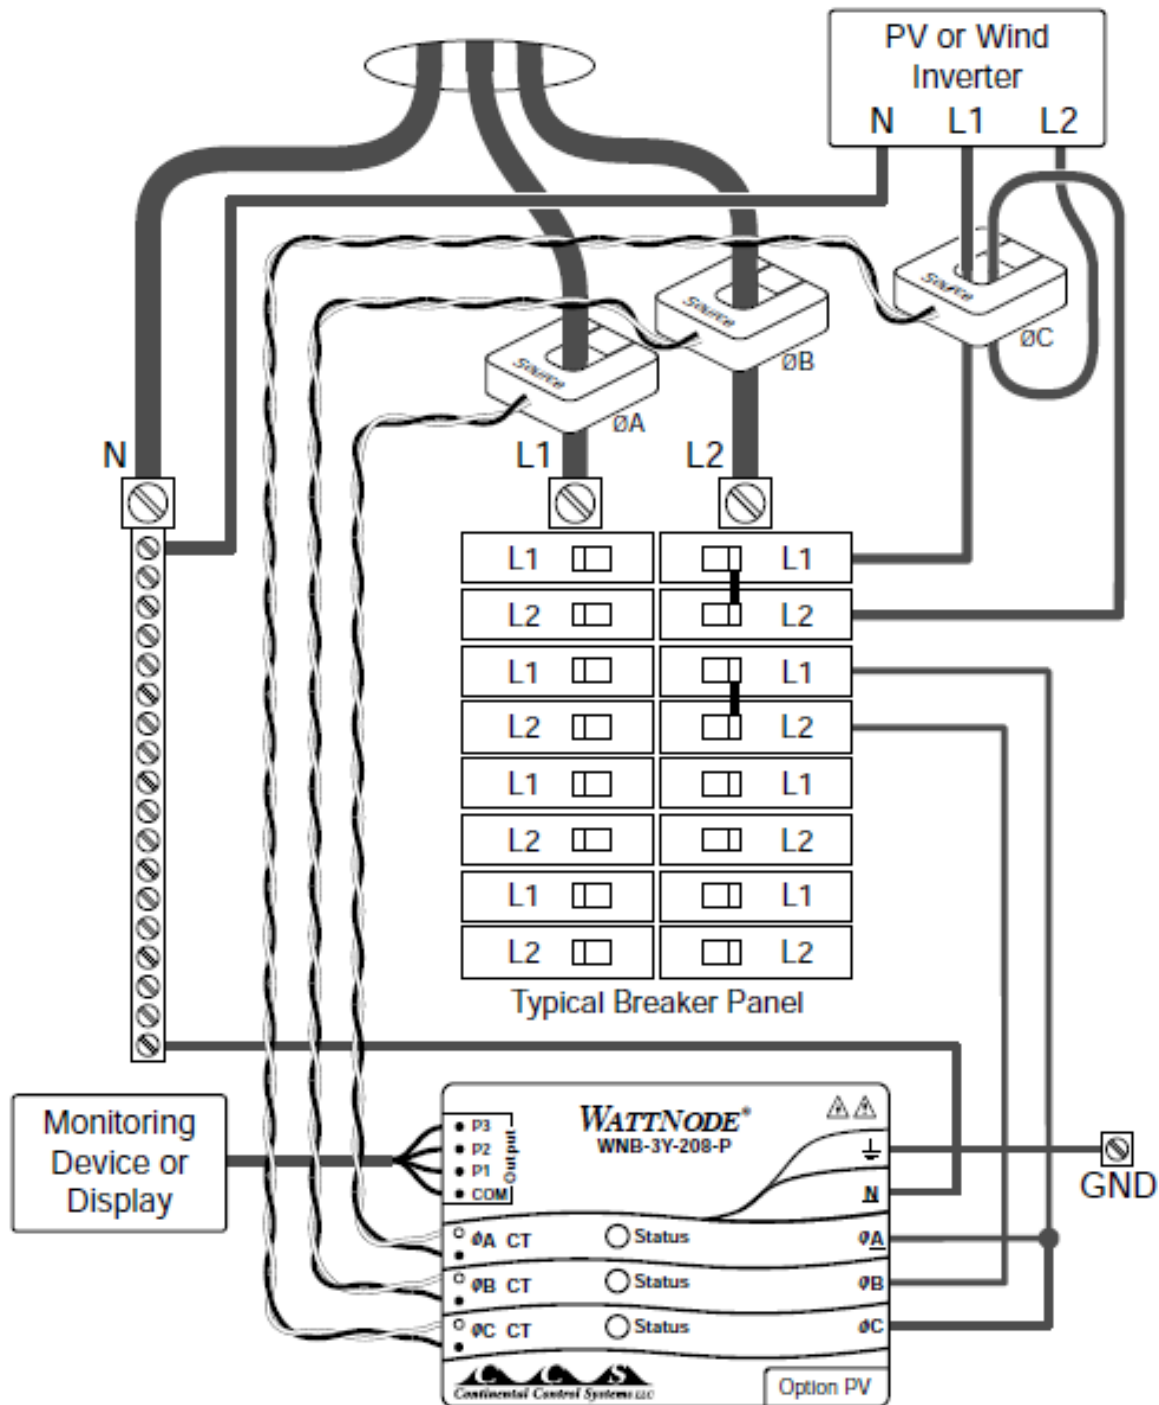 PV or Wind
Inverter
N L1 L2
Source
ØC
Source
ØB
Source
ØA
N
L1
L2
L1 L1
L2 L2
L1 L1
L2 L2
L1 L1
L2 L2
L1 L1
L2 L2
Typical Breaker Panel
Monitoring
Device or
Display
P3
P2
P1
COM
Output
WATTNODE®
WNB-3Y-208-P
N
GND
ØA CT Status ØA
ØB CT Status ØB
ØC CT Status ØC
CCS
Continental Control Systems LLC
Option PV